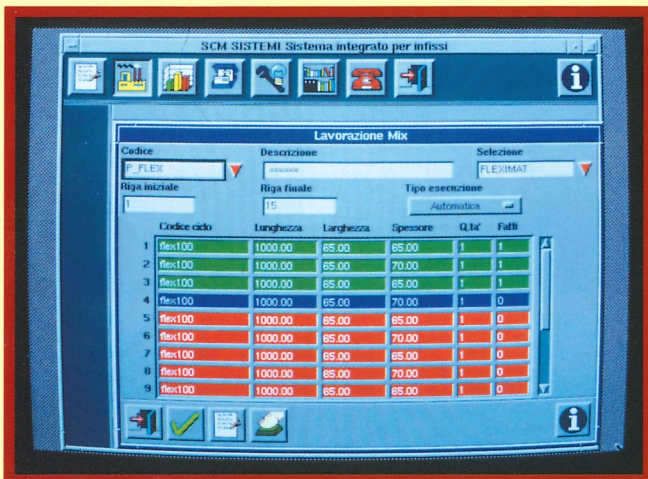 SCM SISTEMI Sistema integrato per infissi
Lavorazione Mix
Codice Descrizione Selezione
P_FLEX ====== FLEXIMAT
Riga iniziale Riga finale Tipo esecuzione
1 15 Automatica
Codice ciclo Lunghezza Larghezza Spessore Q.ta' Fatti
1 flex100 1000.00 65.00 65.00 1 1
2 flex100 1000.00 65.00 70.00 1 1
3 flex100 1000.00 65.00 65.00 1 1
4 flex100 1000.00 65.00 70.00 1 0
5 flex100 1000.00 65.00 65.00 1 0
6 flex100 1000.00 65.00 70.00 1 0
7 flex100 1000.00 65.00 65.00 1 0
8 flex100 1000.00 65.00 70.00 1 0
9 flex100 1000.00 65.00 65.00 1 0